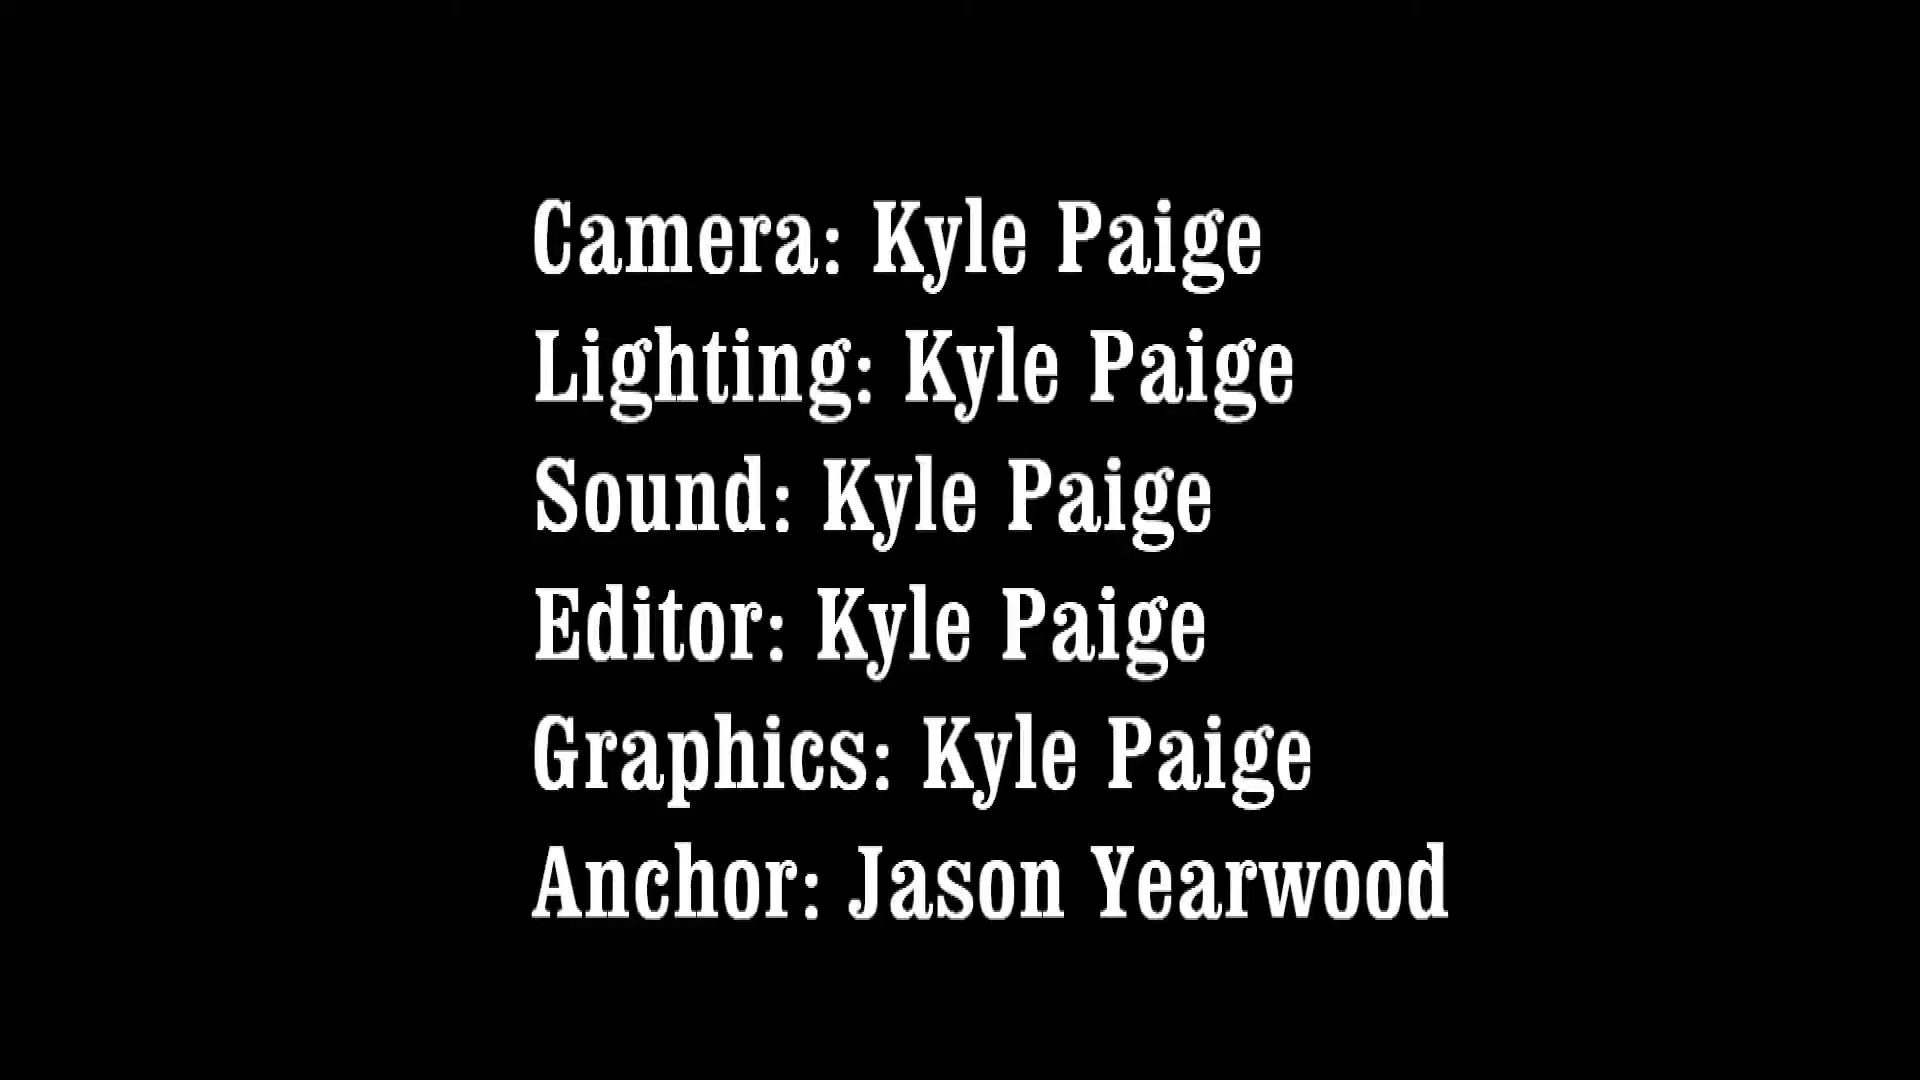 Camera: Kyle Paige
Lighting: Kyle Paige
Sound: Kyle Paige
Editor: Kyle Paige
Graphics: Kyle Paige
Anchor: Jason Yearwood